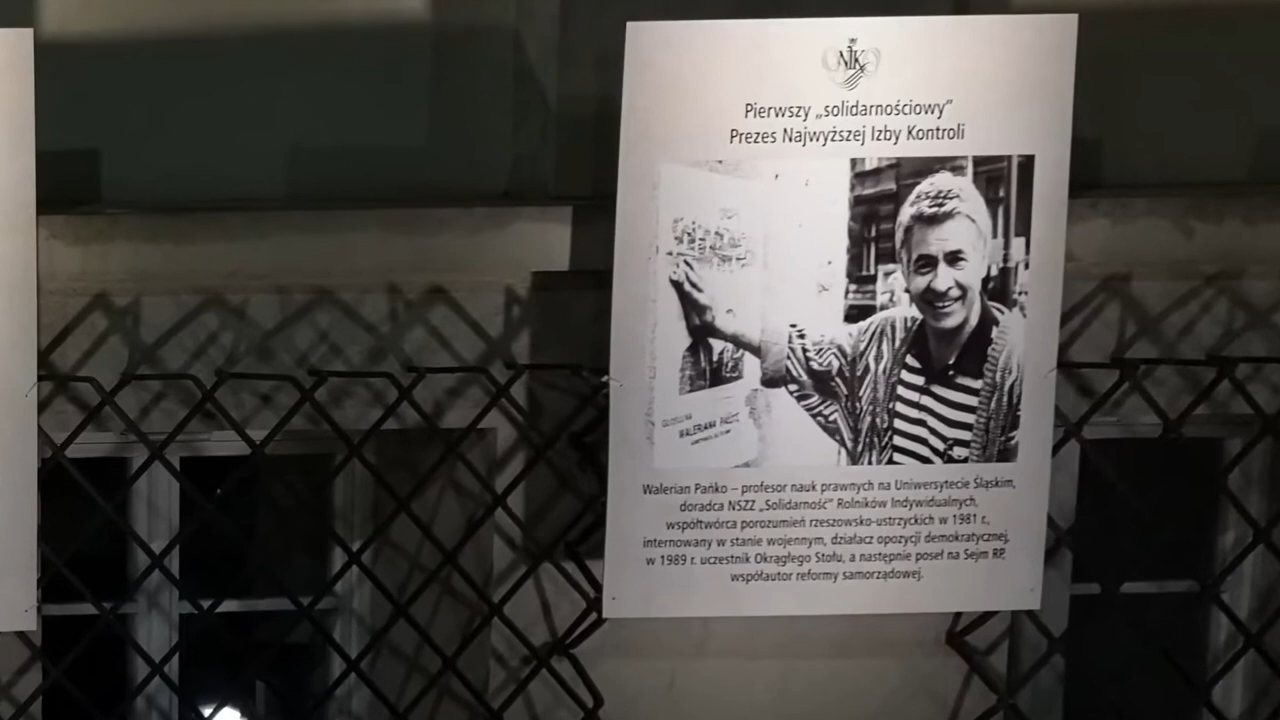 NIK
Pierwszy „solidarnościowy”
Prezes Najwyższej Izby Kontroli
WALERIANA PAŃKO
Walerian Pańko – profesor nauk prawnych na Uniwersytecie Śląskim,
doradca NSZZ „Solidarność” Rolników Indywidualnych,
współtwórca porozumień rzeszowsko-ustrzyckich w 1981 r.,
internowany w stanie wojennym, działacz opozycji demokratycznej,
w 1989 r. uczestnik Okrągłego Stołu, a następnie poseł na Sejm RP,
współautor reformy samorządowej.